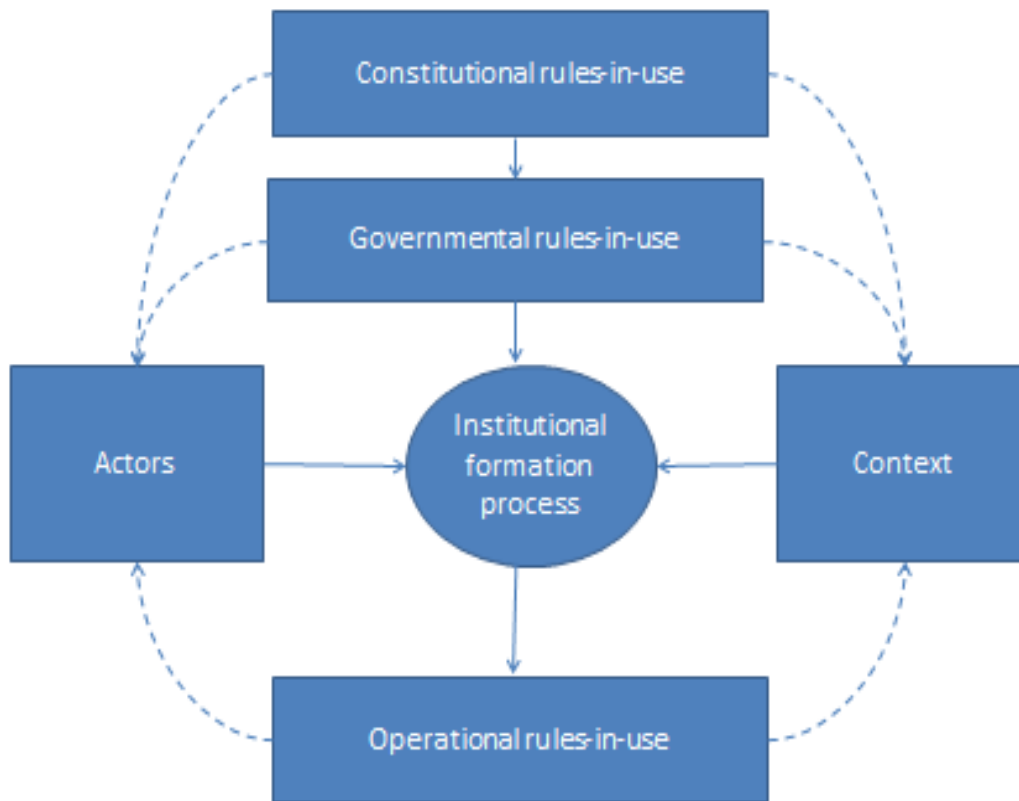 Constitutional rules-in-use
Governmental rules-in-use
Actors
Institutional
formation
process
Context
Operational rules-in-use